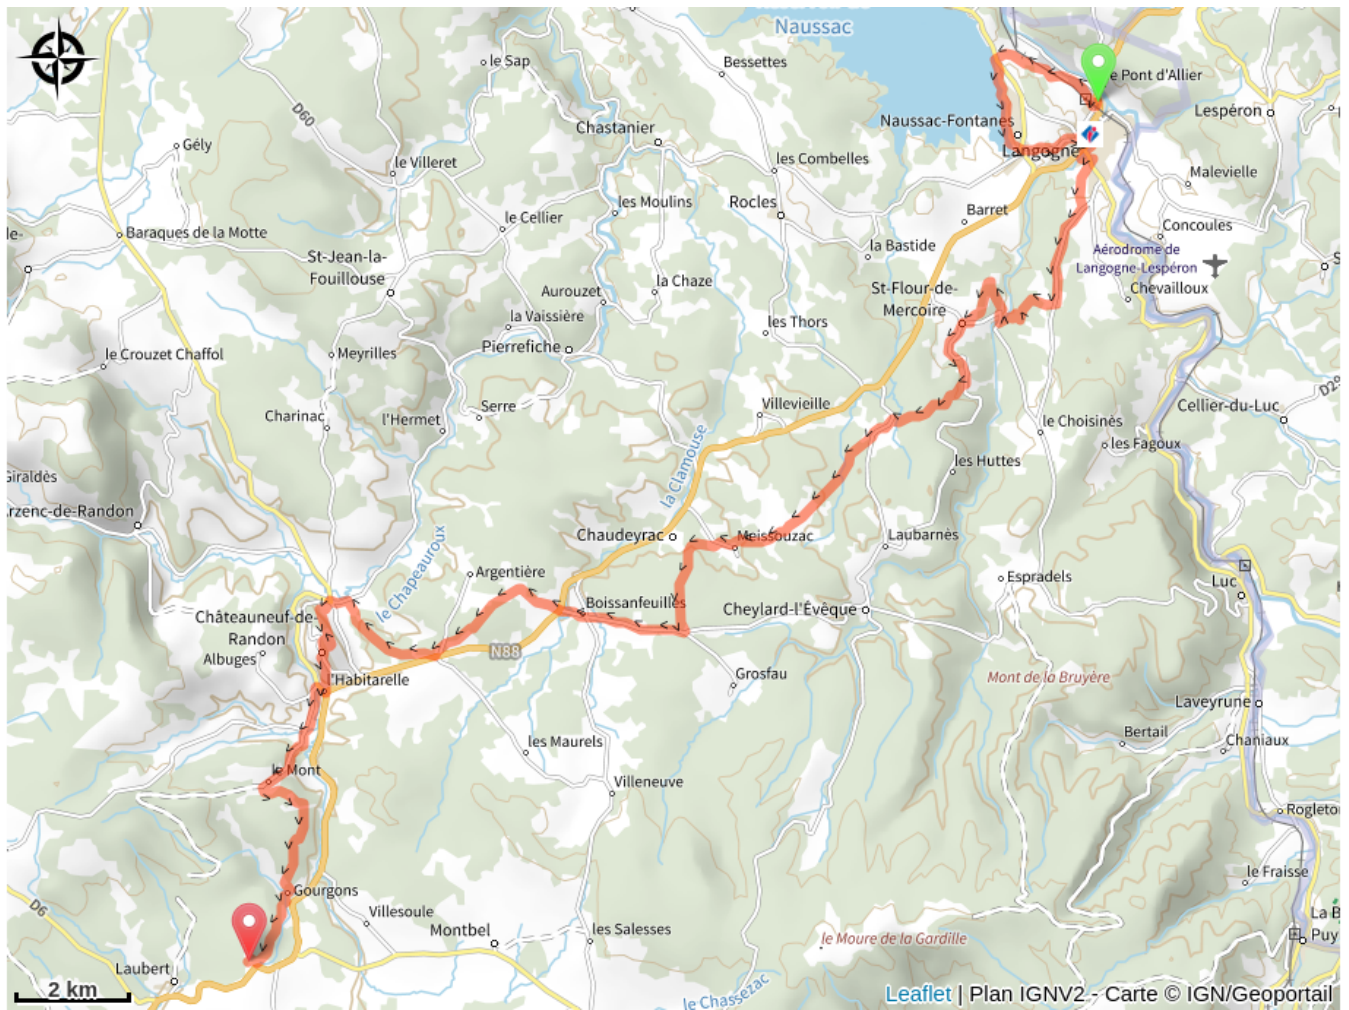 Naussac
le Sap
Bessettes
e Pont d'Allier
Lespéron
D60
Naussac-Fontanes
Chastanier
Langogne
Gély
le Villeret
les Combelles
Malevielle
les Moulins
Rocles
Barret
le Cellier
Concoules
le-
Baraques de la Motte
la Bastide
Aérodrome de
Langogne-Lespéron
St-Jean-la-
Fouillouse
la Chaze
Aurouzet
St-Flour-de-
Mercoire
Chevailloux
la Vaissière
les Thors
Pierrefiche
le Crouzet Chaffol
Meyrilles
Charinac
l'Hermet
Serre
Villevieille
Cellier-du-Luc
le Choisinès
les Fagoux
la Clamouse
les Huttes
Giraldès
rzenc-de-Randon
Chaudeyrac
Meissouzac
Laubarnès
le Chapeauroux
Argentière
Espradels
Luc
Boissanfeuilles
Cheylard-l'Évêque
Châteauneuf-de-
Randon
Albuges
N88
l'Habitarelle
Grosfau
Mont de la Bruyère
Laveyrune
Bertail
Chaniaux
les Maurels
le Mont
Villeneuve
Rogleto
le Fraisse
Gourgons
D6
Villesoule
Montbel
les Salesses
le Moure de la Gardille
La B
Puy
Laubert
le Chassezac
2 km
Leaflet | Plan IGNV2 - Carte © IGN/Geoportail